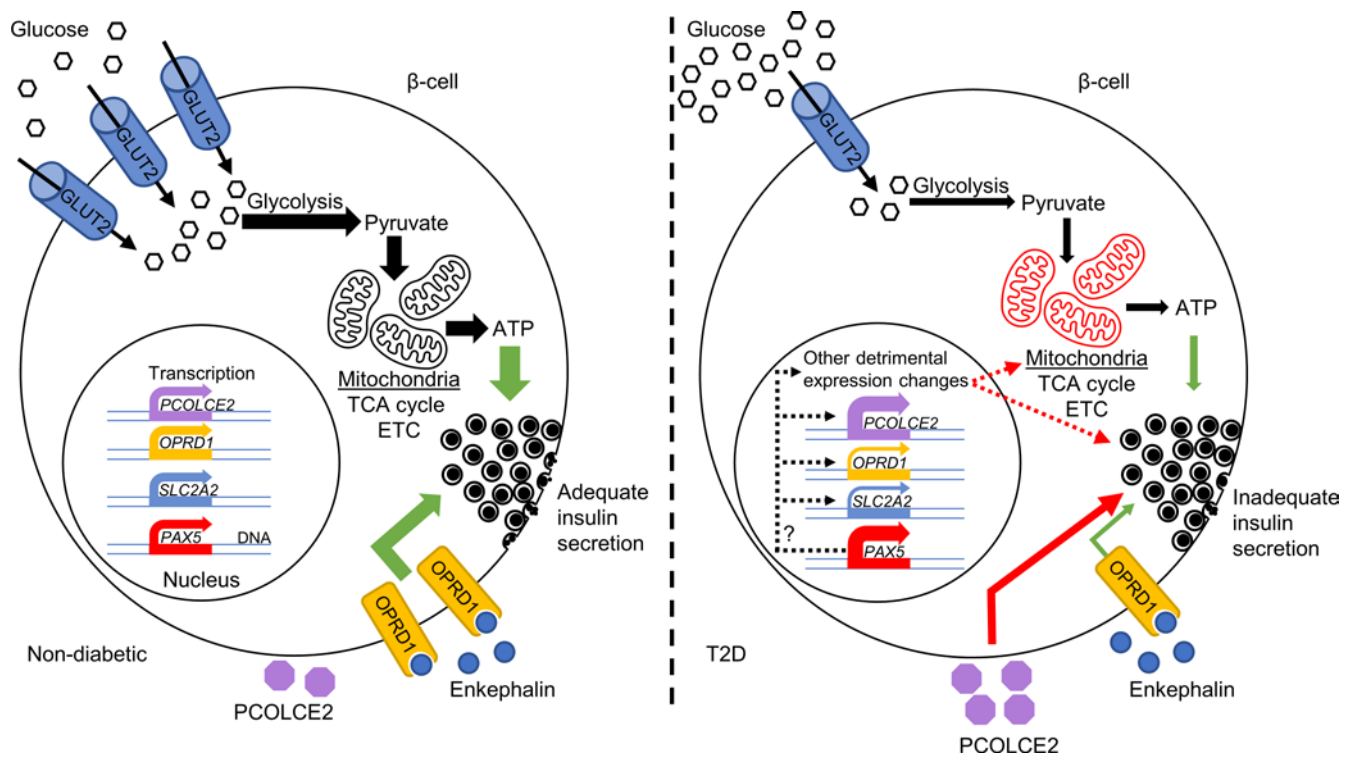 Glucose
β-cell
GLUT2
GLUT2
GLUT2
Glycolysis
Pyruvate
ATP
Mitochondria
TCA cycle
ETC
Transcription
PCOLCE2
OPRD1
SLC2A2
PAX5
DNA
Nucleus
Adequate
insulin
secretion
OPRD1
OPRD1
Enkephalin
Non-diabetic
PCOLCE2
Glucose
β-cell
GLUT2
Glycolysis
Pyruvate
ATP
Mitochondria
TCA cycle
ETC
Other detrimental
expression changes
PCOLCE2
OPRD1
SLC2A2
?
PAX5
Inadequate
insulin
secretion
OPRD1
Enkephalin
T2D
PCOLCE2